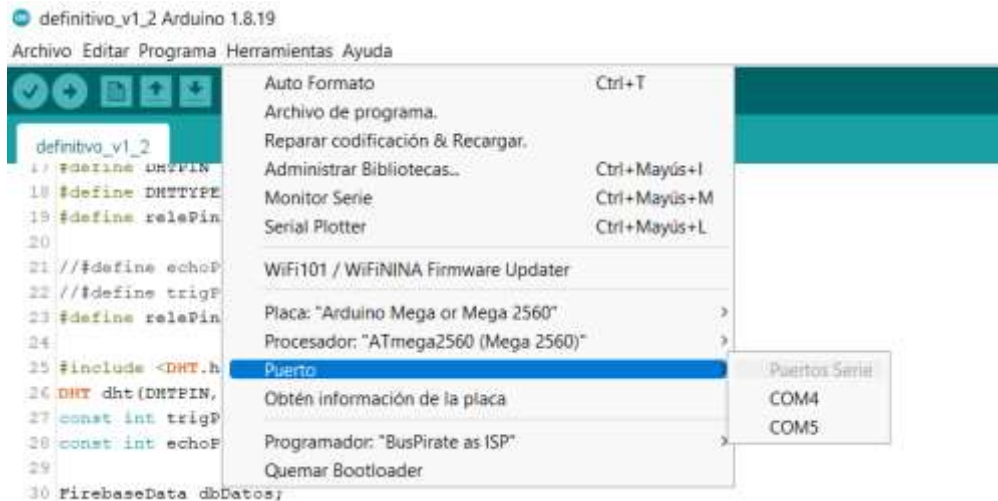 definitivo_v1_2 Arduino 1.8.19
Archivo Editar Programa Herramientas Ayuda
definitivo_v1_2
Auto Formato Ctrl+T
Archivo de programa.
Reparar codificación & Recargar.
Administrar Bibliotecas.. Ctrl+Mayús+I
Monitor Serie Ctrl+Mayús+M
Serial Plotter Ctrl+Mayús+L
WiFi101 / WiFiNINA Firmware Updater
Placa: "Arduino Mega or Mega 2560"
Procesador: "ATmega2560 (Mega 2560)"
Puerto
Obtén información de la placa
Programador: "BusPirate as ISP"
Quemar Bootloader
Puertos Serie
COM4
COM5
17 #define DHTPIN
18 #define DHTTYPE
19 #define relePin
20
21 //#define echoP
22 //#define trigP
23 #define relePin
24
25 #include <DHT.h
26 DHT dht(DHTPIN,
27 const int trigP
28 const int echoP
29
30 FirebaseData dbDatos;